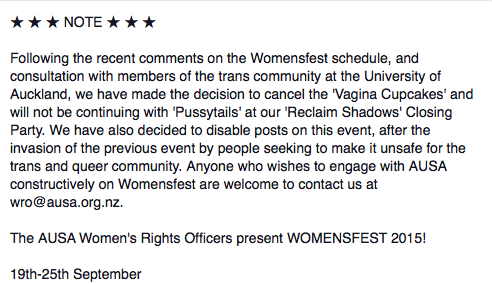 ★ ★ ★ NOTE ★ ★ ★
Following the recent comments on the Womensfest schedule, and
consultation with members of the trans community at the University of
Auckland, we have made the decision to cancel the 'Vagina Cupcakes' and
will not be continuing with 'Pussytails' at our 'Reclaim Shadows' Closing
Party. We have also decided to disable posts on this event, after the
invasion of the previous event by people seeking to make it unsafe for the
trans and queer community. Anyone who wishes to engage with AUSA
constructively on Womensfest are welcome to contact us at
wro@ausa.org.nz.
The AUSA Women's Rights Officers present WOMENSFEST 2015!
19th-25th September